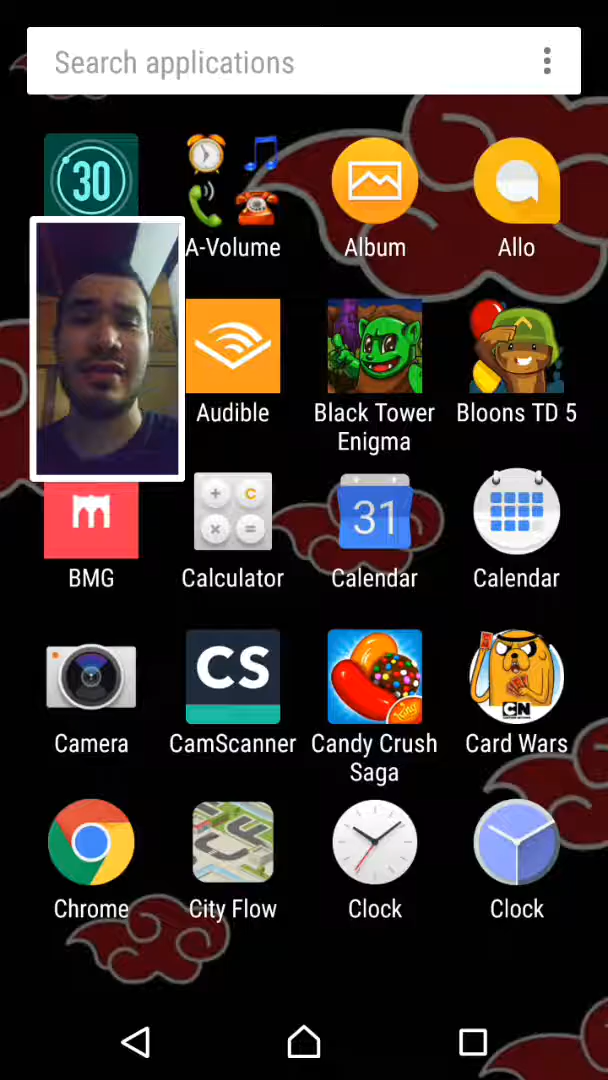 Search applications
30
A-Volume
Album
Allo
Audible
Black Tower
Enigma
Bloons TD 5
m
+ C
× =
31
BMG
Calculator
Calendar
Calendar
CS
CN
king
Camera
CamScanner
Candy Crush
Saga
Card Wars
Chrome
City Flow
Clock
Clock